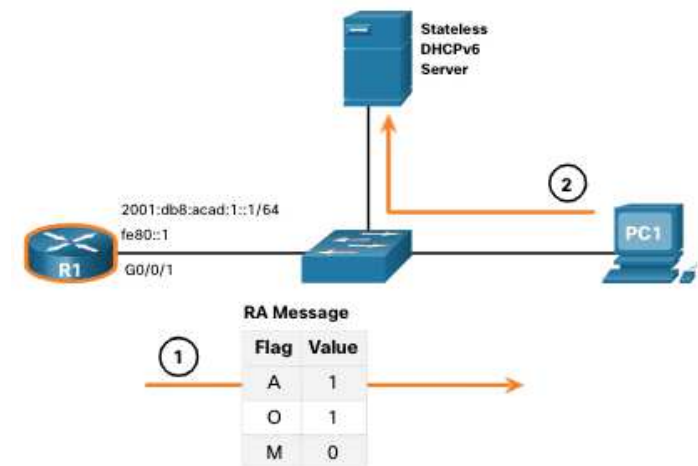 Stateless
DHCPv6
Server
2
2001:db8:acad:1::1/64
fe80::1
PC1
R1
G0/0/1
RA Message
1
Flag Value
A 1
O 1
M 0